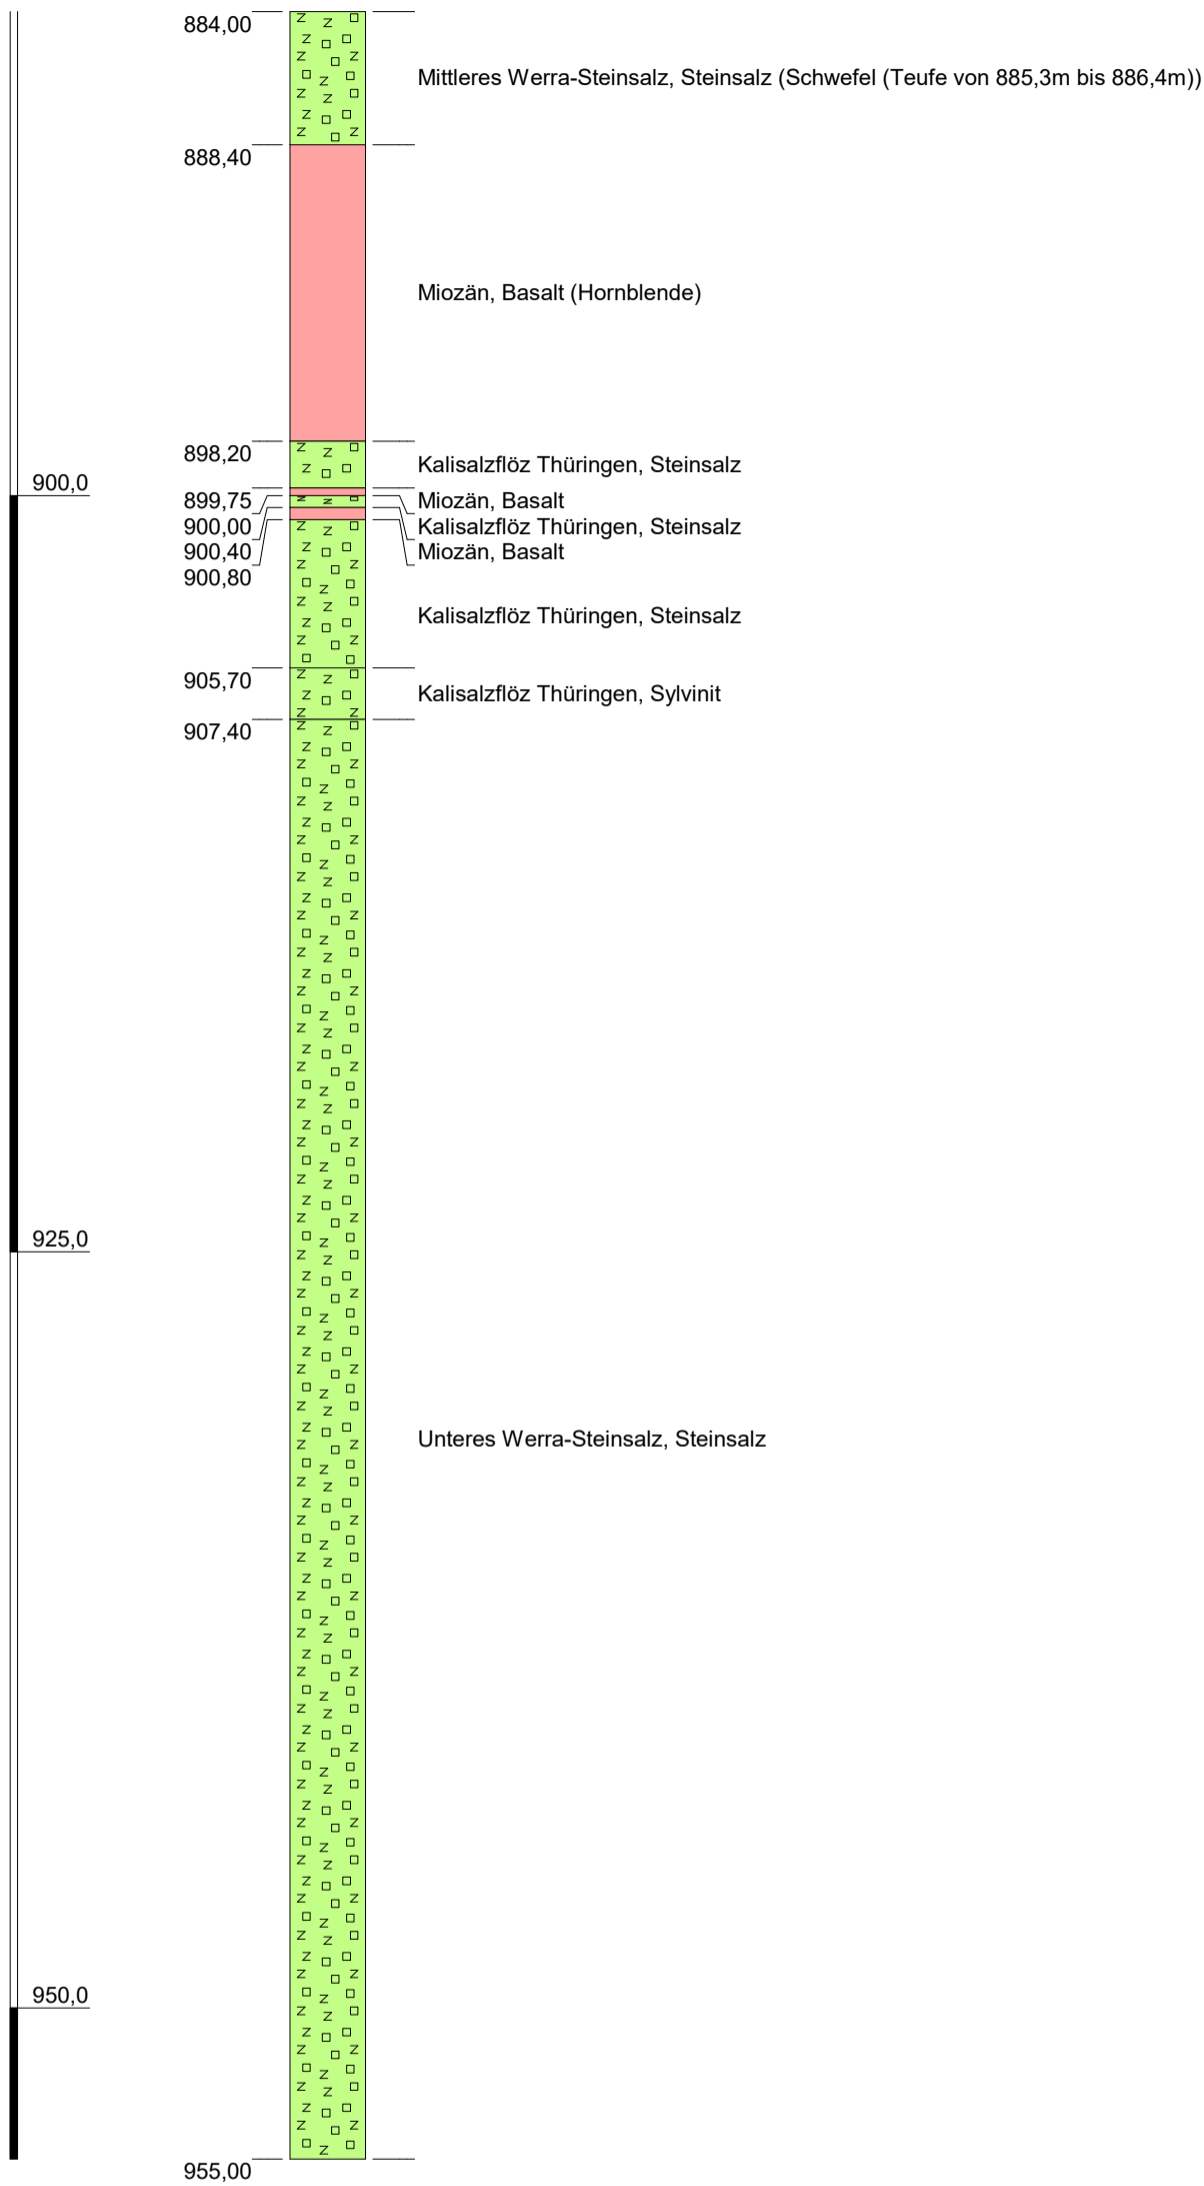 884,00
Mittleres Werra-Steinsalz, Steinsalz (Schwefel (Teufe von 885,3m bis 886,4m))
888,40
Miozän, Basalt (Hornblende)
898,20
Kalisalzflöz Thüringen, Steinsalz
900,0
899,75
Miozän, Basalt
900,00
Kalisalzflöz Thüringen, Steinsalz
900,40
Miozän, Basalt
900,80
Kalisalzflöz Thüringen, Steinsalz
905,70
Kalisalzflöz Thüringen, Sylvinit
907,40
925,0
Unteres Werra-Steinsalz, Steinsalz
950,0
955,00